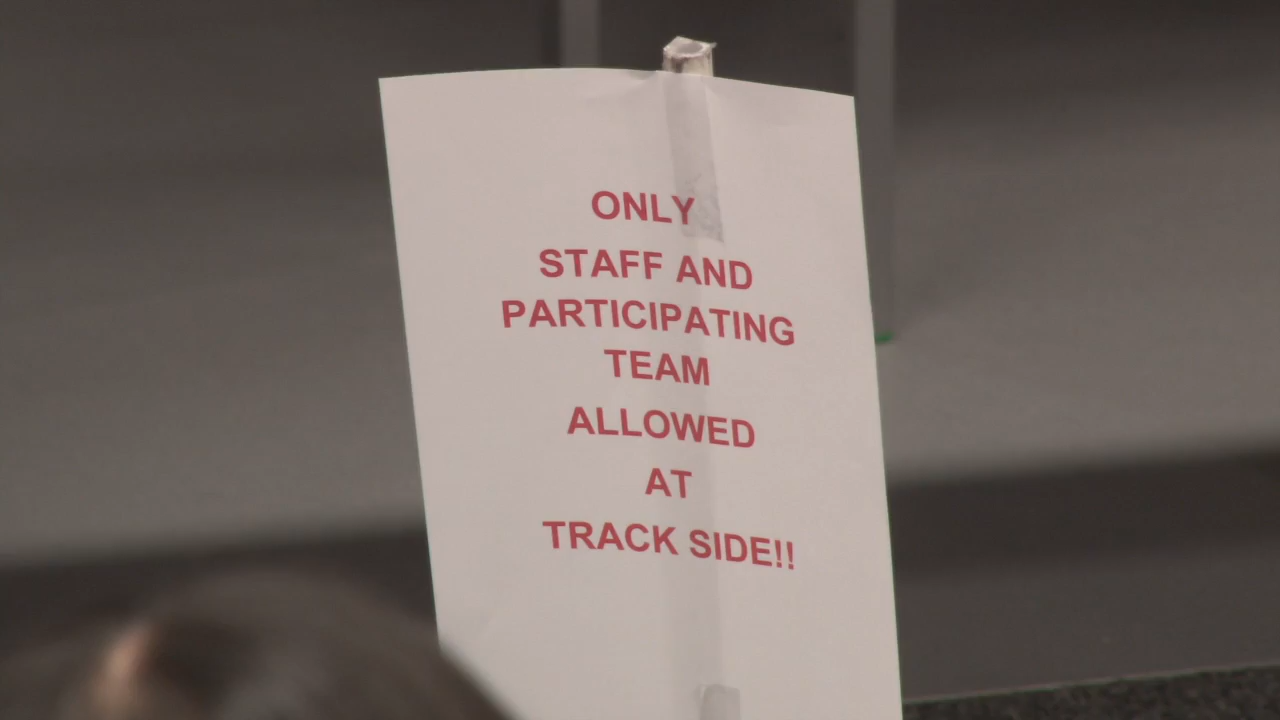 ONLY
STAFF AND
PARTICIPATING
TEAM
ALLOWED
AT
TRACK SIDE!!